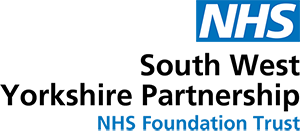 NHS
South West
Yorkshire Partnership
NHS Foundation Trust